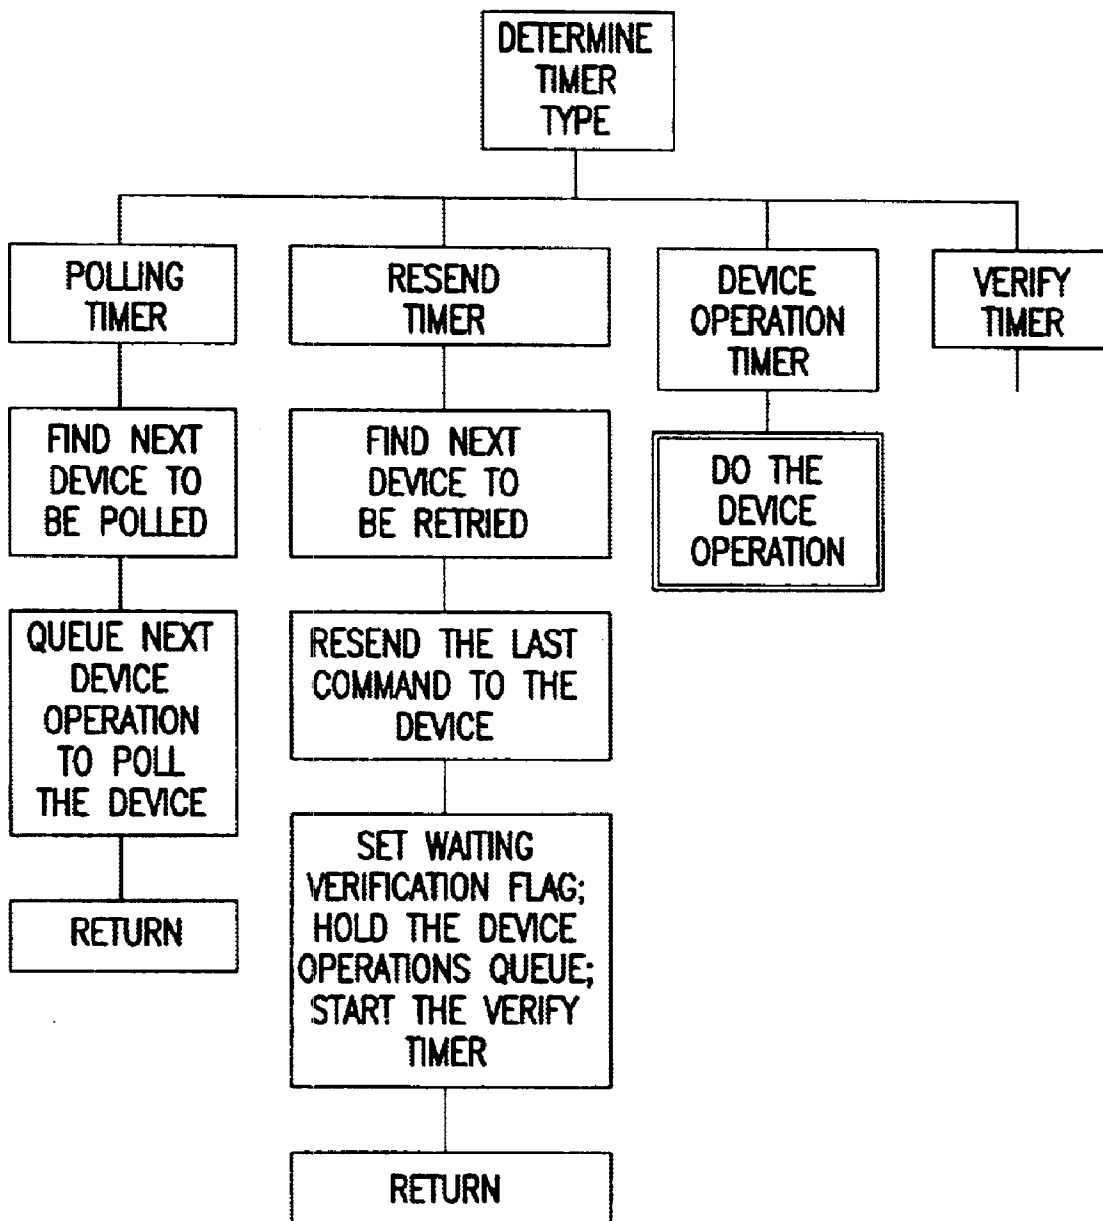 DETERMINE
TIMER
TYPE
POLLING
TIMER
RESEND
TIMER
DEVICE
OPERATION
TIMER
VERIFY
TIMER
FIND NEXT
DEVICE TO
BE POLLED
FIND NEXT
DEVICE TO
BE RETRIED
DO THE
DEVICE
OPERATION
QUEUE NEXT
DEVICE
OPERATION
TO POLL
THE DEVICE
RESEND THE LAST
COMMAND TO THE
DEVICE
SET WAITING
VERIFICATION FLAG;
HOLD THE DEVICE
OPERATIONS QUEUE;
START THE VERIFY
TIMER
RETURN
RETURN